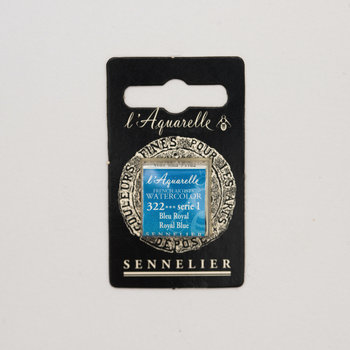 l'Aquarelle
COULEURS FINES POUR LES ARTS
DÉPOSÉ
l'Aquarelle
FRENCH ARTISTS'
WATERCOLOR
322*** serie 1
Bleu Royal
Royal Blue
SENNELIER
SENNELIER